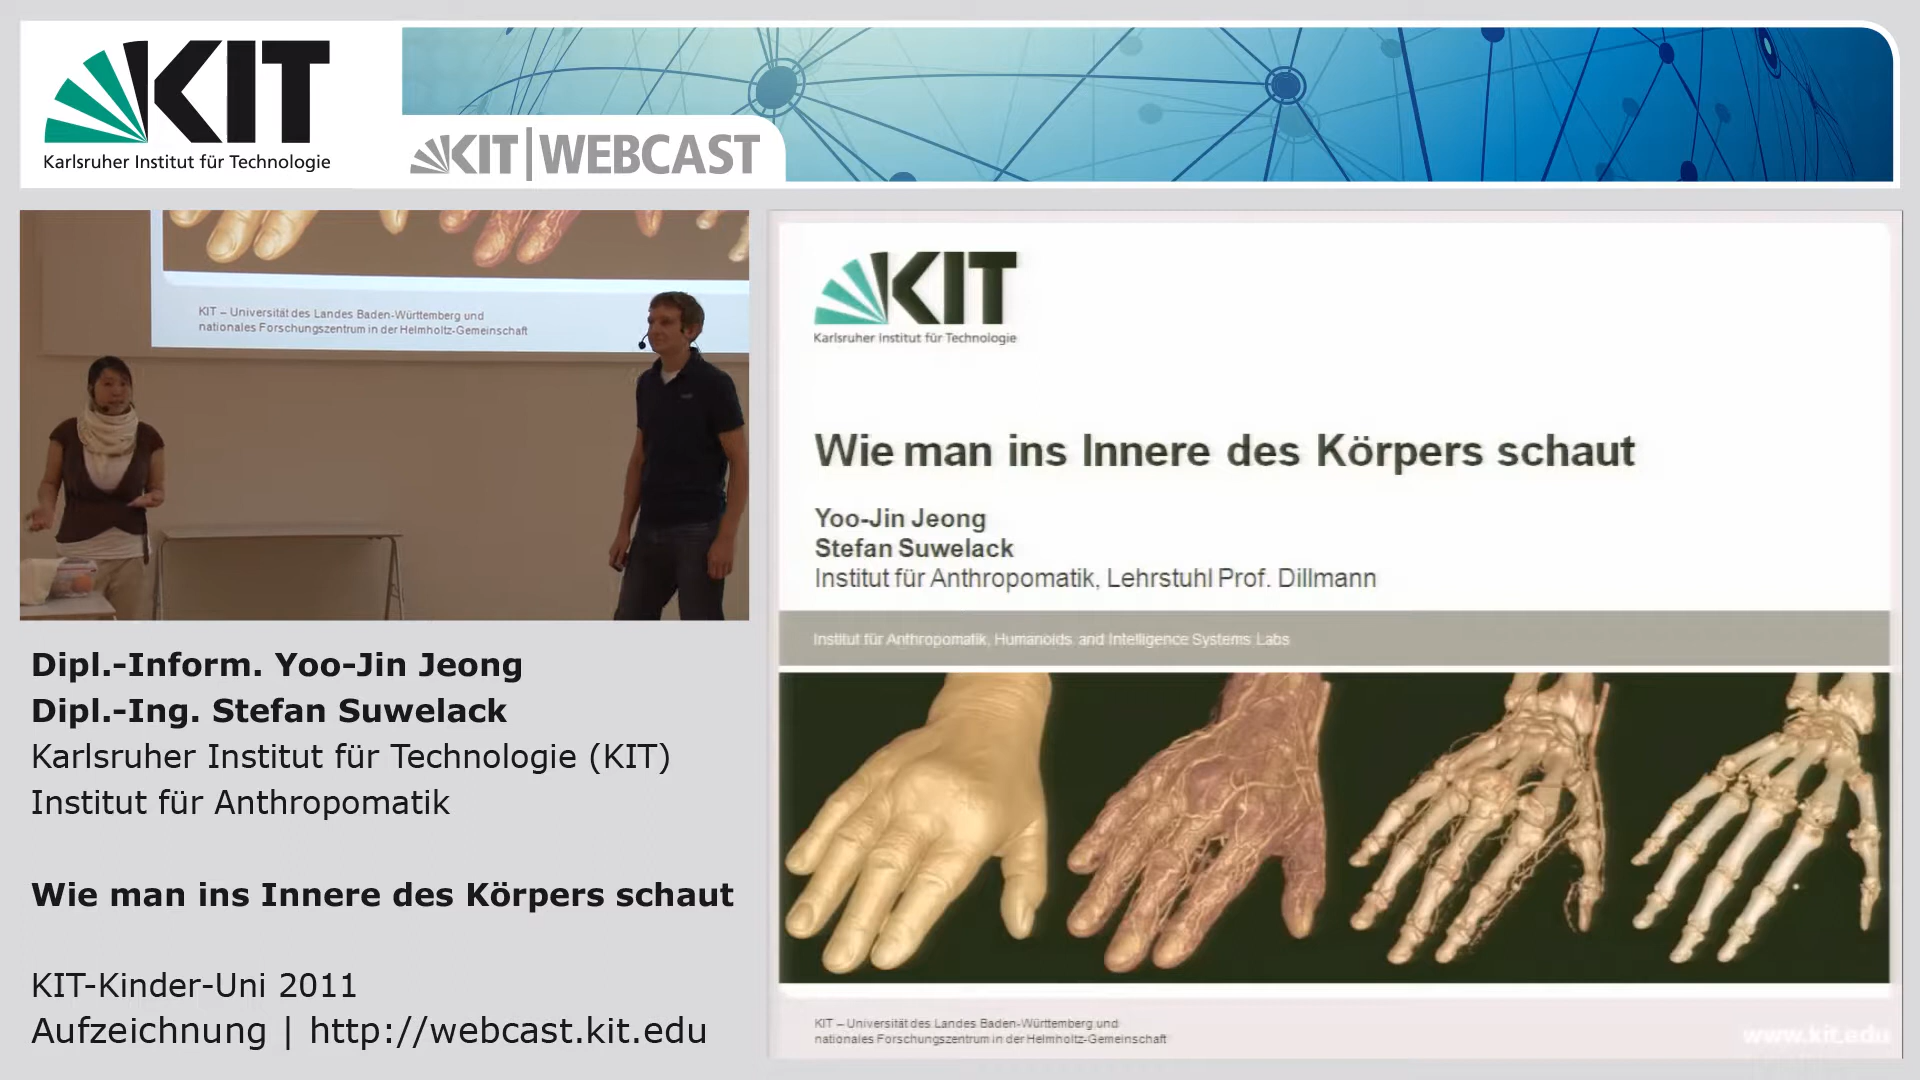 KIT
Karlsruher Institut für Technologie
KIT | WEBCAST
KIT – Universität des Landes Baden-Württemberg und
nationales Forschungszentrum in der Helmholtz-Gemeinschaft
Dipl.-Inform. Yoo-Jin Jeong
Dipl.-Ing. Stefan Suwelack
Karlsruher Institut für Technologie (KIT)
Institut für Anthropomatik
Wie man ins Innere des Körpers schaut
KIT-Kinder-Uni 2011
Aufzeichnung | http://webcast.kit.edu
KIT
Karlsruher Institut für Technologie
Wie man ins Innere des Körpers schaut
Yoo-Jin Jeong
Stefan Suwelack
Institut für Anthropomatik, Lehrstuhl Prof. Dillmann
Institut für Anthropomatik, Humanoids and Intelligence Systems Labs
KIT – Universität des Landes Baden-Württemberg und
nationales Forschungszentrum in der Helmholtz-Gemeinschaft
www.kit.edu